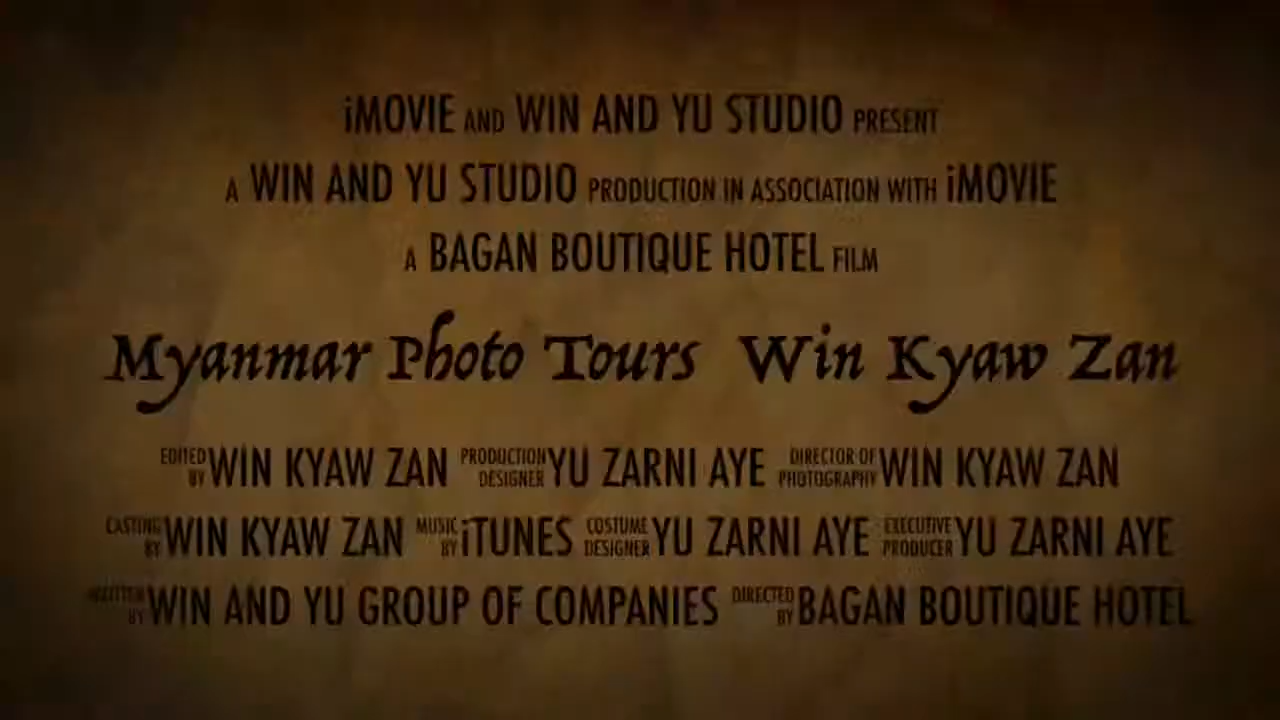 iMOVIE AND WIN AND YU STUDIO PRESENT
A WIN AND YU STUDIO PRODUCTION IN ASSOCIATION WITH iMOVIE
A BAGAN BOUTIQUE HOTEL FILM
Myanmar Photo Tours Win Kyaw Zan
EDITED BY WIN KYAW ZAN PRODUCTION DESIGNER YU ZARNI AYE DIRECTOR OF PHOTOGRAPHY WIN KYAW ZAN
CASTING BY WIN KYAW ZAN MUSIC BY iTUNES COSTUME DESIGNER YU ZARNI AYE EXECUTIVE PRODUCER YU ZARNI AYE
WRITTEN BY WIN AND YU GROUP OF COMPANIES DIRECTED BY BAGAN BOUTIQUE HOTEL